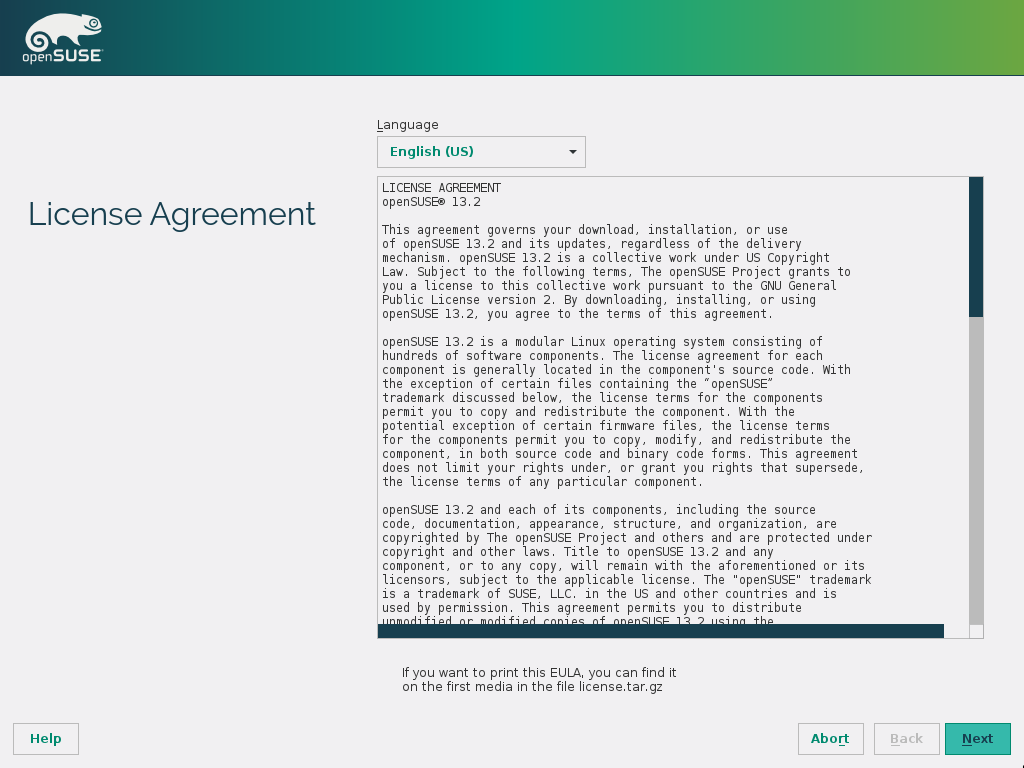 openSUSE
Language
English (US)
License Agreement
LICENSE AGREEMENT
openSUSE® 13.2
This agreement governs your download, installation, or use
of openSUSE 13.2 and its updates, regardless of the delivery
mechanism. openSUSE 13.2 is a collective work under US Copyright
Law. Subject to the following terms, The openSUSE Project grants to
you a license to this collective work pursuant to the GNU General
Public License version 2. By downloading, installing, or using
openSUSE 13.2, you agree to the terms of this agreement.
openSUSE 13.2 is a modular Linux operating system consisting of
hundreds of software components. The license agreement for each
component is generally located in the component's source code. With
the exception of certain files containing the “openSUSE”
trademark discussed below, the license terms for the components
permit you to copy and redistribute the component. With the
potential exception of certain firmware files, the license terms
for the components permit you to copy, modify, and redistribute the
component, in both source code and binary code forms. This agreement
does not limit your rights under, or grant you rights that supersede,
the license terms of any particular component.
openSUSE 13.2 and each of its components, including the source
code, documentation, appearance, structure, and organization, are
copyrighted by The openSUSE Project and others and are protected under
copyright and other laws. Title to openSUSE 13.2 and any
component, or to any copy, will remain with the aforementioned or its
licensors, subject to the applicable license. The "openSUSE" trademark
is a trademark of SUSE, LLC. in the US and other countries and is
used by permission. This agreement permits you to distribute
unmodified or modified copies of openSUSE 13.2 using the
If you want to print this EULA, you can find it
on the first media in the file license.tar.gz
Help
Abort
Back
Next